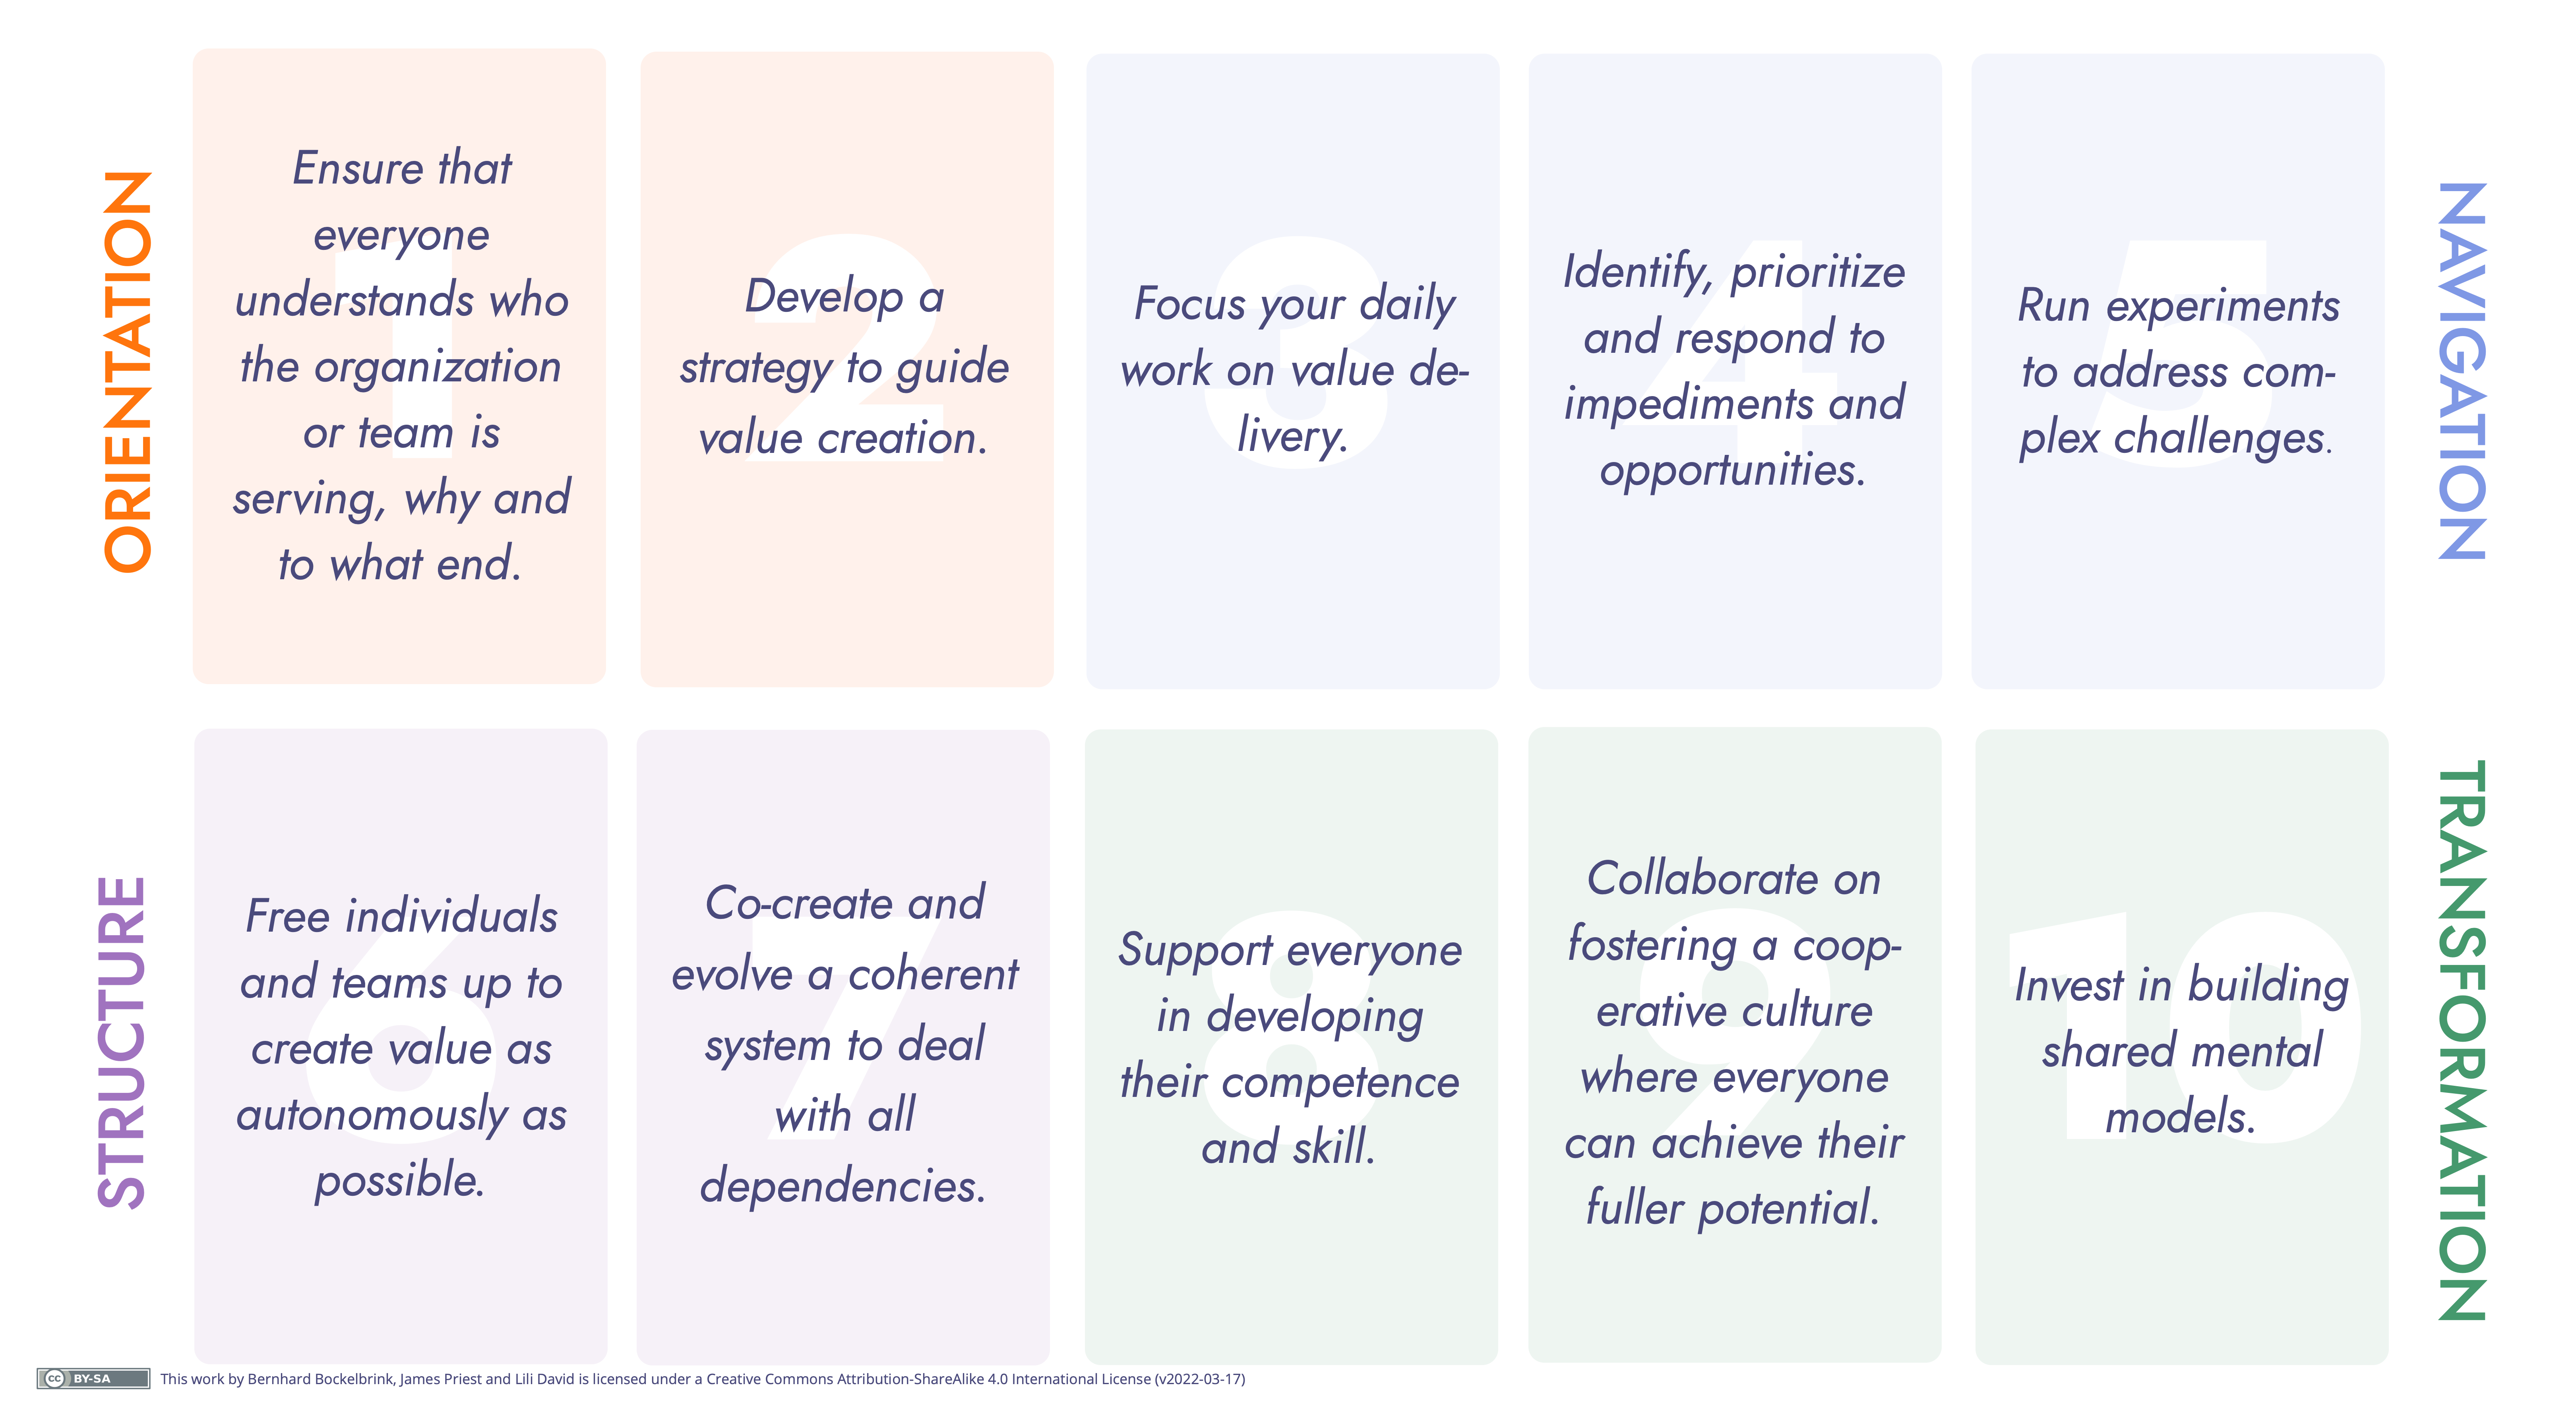 ORIENTATION
1
Ensure that
everyone
understands who
the organization
or team is
serving, why and
to what end.
2
Develop a
strategy to guide
value creation.
3
Focus your daily
work on value de-
livery.
4
Identify, prioritize
and respond to
impediments and
opportunities.
5
Run experiments
to address com-
plex challenges.
NAVIGATION
STRUCTURE
6
Free individuals
and teams up to
create value as
autonomously as
possible.
7
Co-create and
evolve a coherent
system to deal
with all
dependencies.
8
Support everyone
in developing
their competence
and skill.
9
Collaborate on
fostering a coop-
erative culture
where everyone
can achieve their
fuller potential.
10
Invest in building
shared mental
models.
TRANSFORMATION
cc BY-SA
This work by Bernhard Bockelbrink, James Priest and Lili David is licensed under a Creative Commons Attribution-ShareAlike 4.0 International License (v2022-03-17)